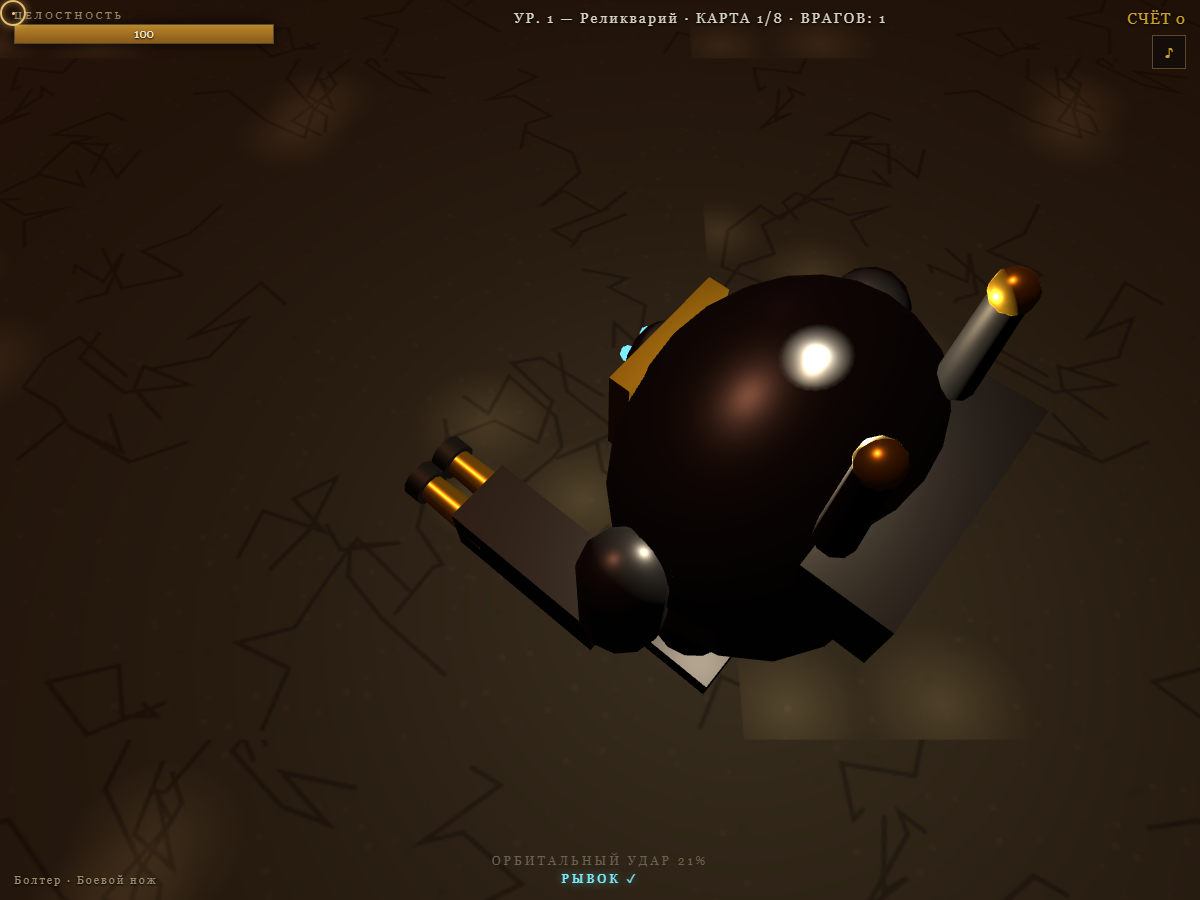 ЦЕЛОСТНОСТЬ
100
УР. 1 — Реликварий · КАРТА 1/8 · ВРАГОВ: 1
СЧЁТ 0
♪
ОРБИТАЛЬНЫЙ УДАР 21%
РЫВОК ✓
Болтер · Боевой нож